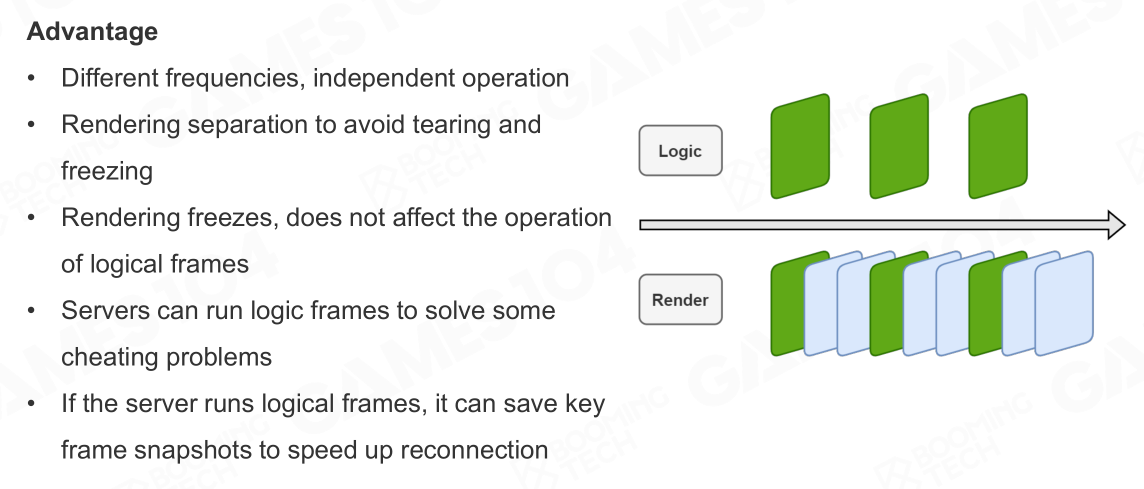 Advantage
• Different frequencies, independent operation
• Rendering separation to avoid tearing and
freezing
• Rendering freezes, does not affect the operation
of logical frames
• Servers can run logic frames to solve some
cheating problems
• If the server runs logical frames, it can save key
frame snapshots to speed up reconnection
Logic
Render
GAMES104
BOOMING
TECH